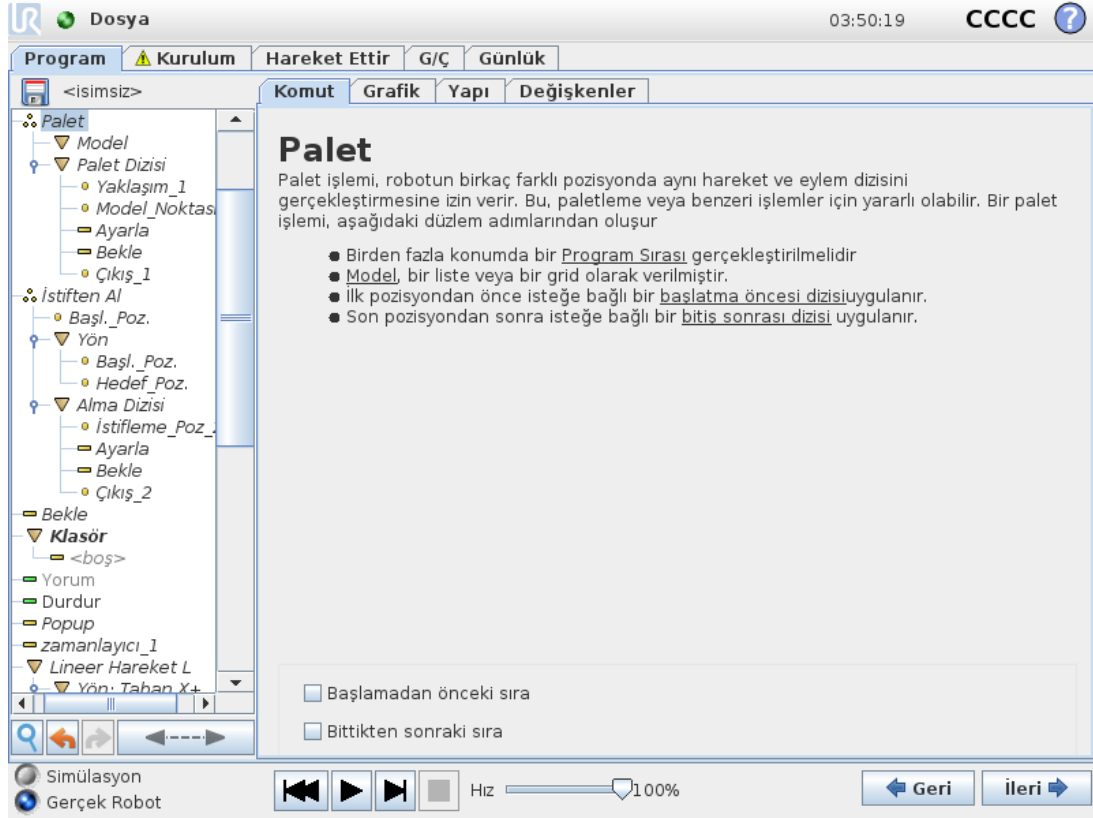 UR Dosya 03:50:19 CCCC ?
Program Kurulum Hareket Ettir G/Ç Günlük
<isimsiz>
Komut Grafik Yapı Değişkenler
Palet
Model
Palet Dizisi
Yaklaşım_1
Model_Noktas
Ayarla
Bekle
Çıkış_1
İstiften Al
Başl._Poz.
Yön
Başl._Poz.
Hedef_Poz.
Alma Dizisi
İstifleme_Poz_
Ayarla
Bekle
Çıkış_2
Bekle
Klasör
<boş>
Yorum
Durdur
Popup
zamanlayıcı_1
Lineer Hareket L
Yön: Taban X+
Palet
Palet işlemi, robotun birkaç farklı pozisyonda aynı hareket ve eylem dizisini
gerçekleştirmesine izin verir. Bu, paletleme veya benzeri işlemler için yararlı olabilir. Bir palet
işlemi, aşağıdaki düzlem adımlarından oluşur
● Birden fazla konumda bir Program Sırası gerçekleştirilmelidir
● Model, bir liste veya bir grid olarak verilmiştir.
● İlk pozisyondan önce isteğe bağlı bir başlatma öncesi dizisiuygulanır.
● Son pozisyondan sonra isteğe bağlı bir bitiş sonrası dizisi uygulanır.
Başlamadan önceki sıra
Bittikten sonraki sıra
Simülasyon
Gerçek Robot
Hız 100%
Geri İleri